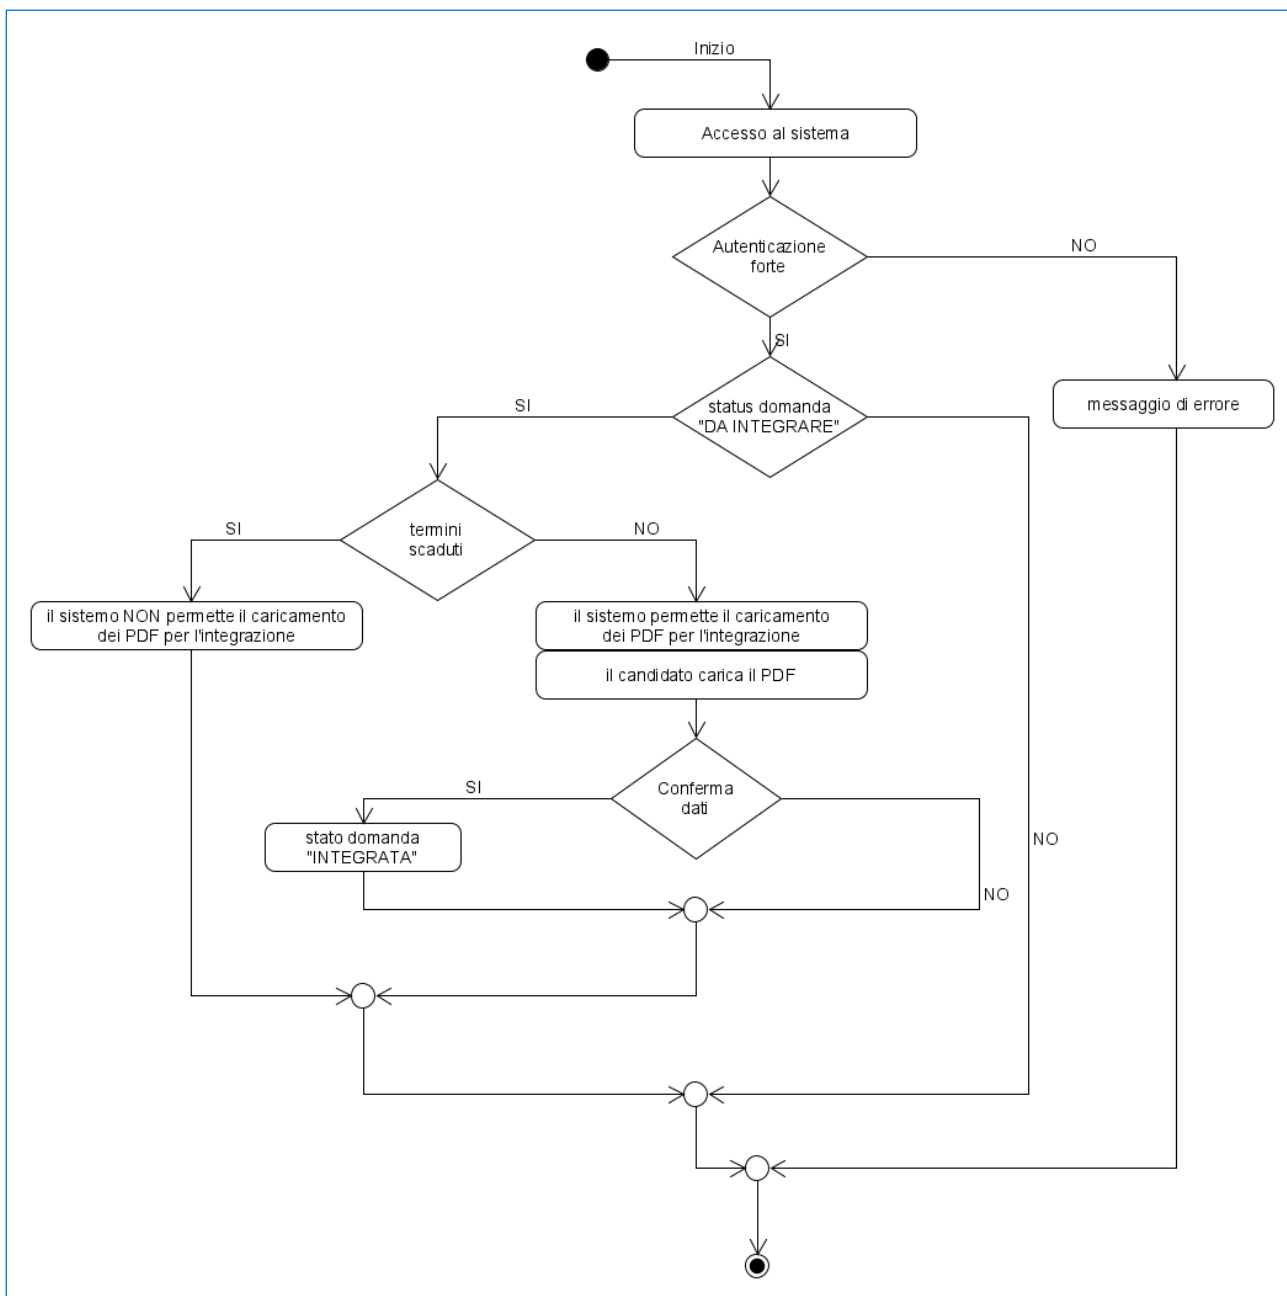 Inizio
Accesso al sistema
Autenticazione
forte
NO
SI
status domanda
"DA INTEGRARE"
SI
messaggio di errore
termini
scaduti
SI
NO
il sistemo NON permette il caricamento
dei PDF per l'integrazione
il sistemo permette il caricamento
dei PDF per l'integrazione
il candidato carica il PDF
Conferma
dati
SI
stato domanda
"INTEGRATA"
NO
NO